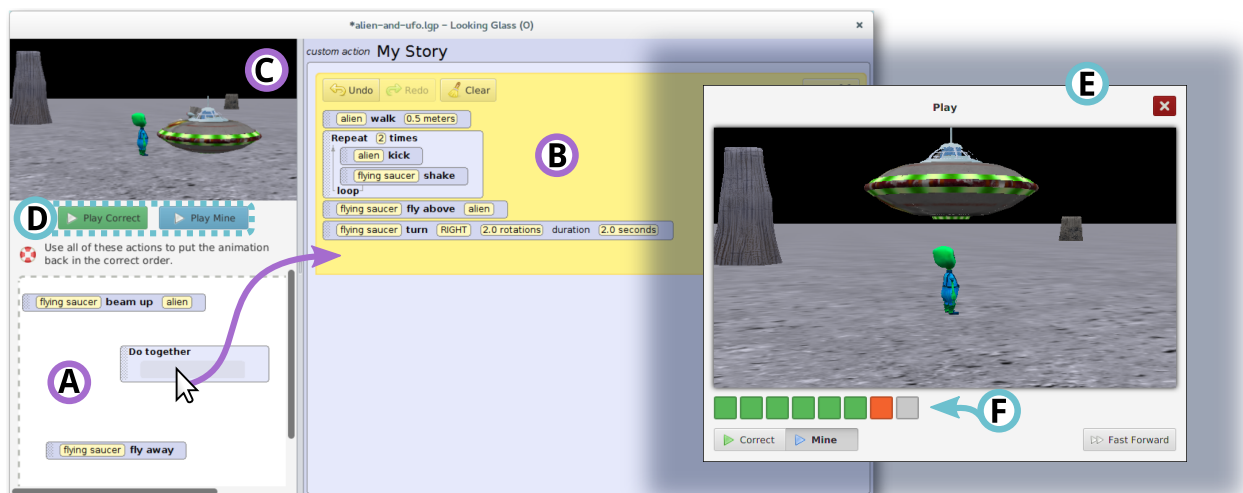 *alien-and-ufo.lgp – Looking Glass (O)
×
custom action My Story
C
Undo Redo Clear
alien walk 0.5 meters
Repeat 2 times
alien kick
flying saucer shake
loop
flying saucer fly above alien
flying saucer turn RIGHT 2.0 rotations duration 2.0 seconds
B
D
Play Correct Play Mine
Use all of these actions to put the animation
back in the correct order.
flying saucer beam up alien
Do together
A
flying saucer fly away
E
Play
F
Correct Mine Fast Forward